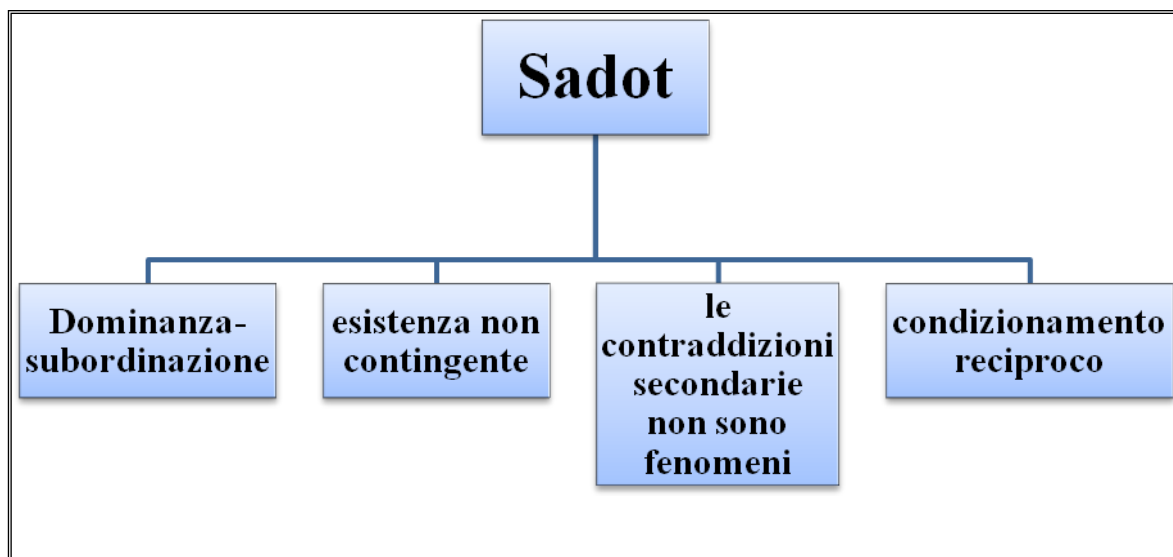 Sadot
Dominanza-
subordinazione
esistenza non
contingente
le
contraddizioni
secondarie
non sono
fenomeni
condizionamento
reciproco